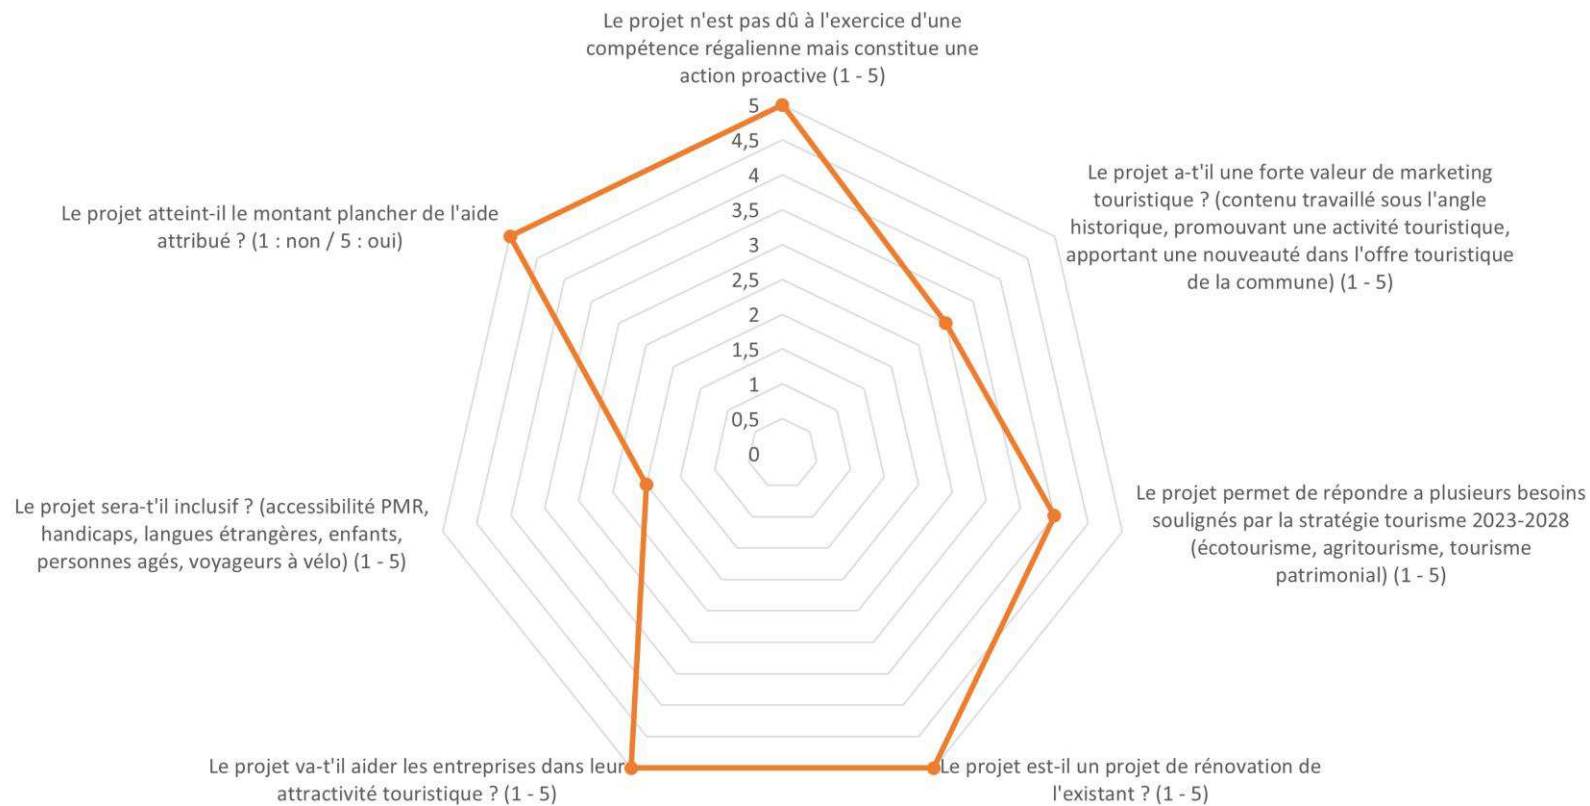 Le projet n'est pas dû à l'exercice d'une
compétence régalienne mais constitue une
action proactive (1 - 5)
5
4,5
4
3,5
3
2,5
2
1,5
1
0,5
0
Le projet a-t'il une forte valeur de marketing
touristique ? (contenu travaillé sous l'angle
historique, promouvant une activité touristique,
apportant une nouveauté dans l'offre touristique
de la commune) (1 - 5)
Le projet permet de répondre a plusieurs besoins
soulignés par la stratégie tourisme 2023-2028
(écotourisme, agritourisme, tourisme
patrimonial) (1 - 5)
Le projet est-il un projet de rénovation de
l'existant ? (1 - 5)
Le projet va-t'il aider les entreprises dans leur
attractivité touristique ? (1 - 5)
Le projet sera-t'il inclusif ? (accessibilité PMR,
handicaps, langues étrangères, enfants,
personnes agés, voyageurs à vélo) (1 - 5)
Le projet atteint-il le montant plancher de l'aide
attribué ? (1 : non / 5 : oui)